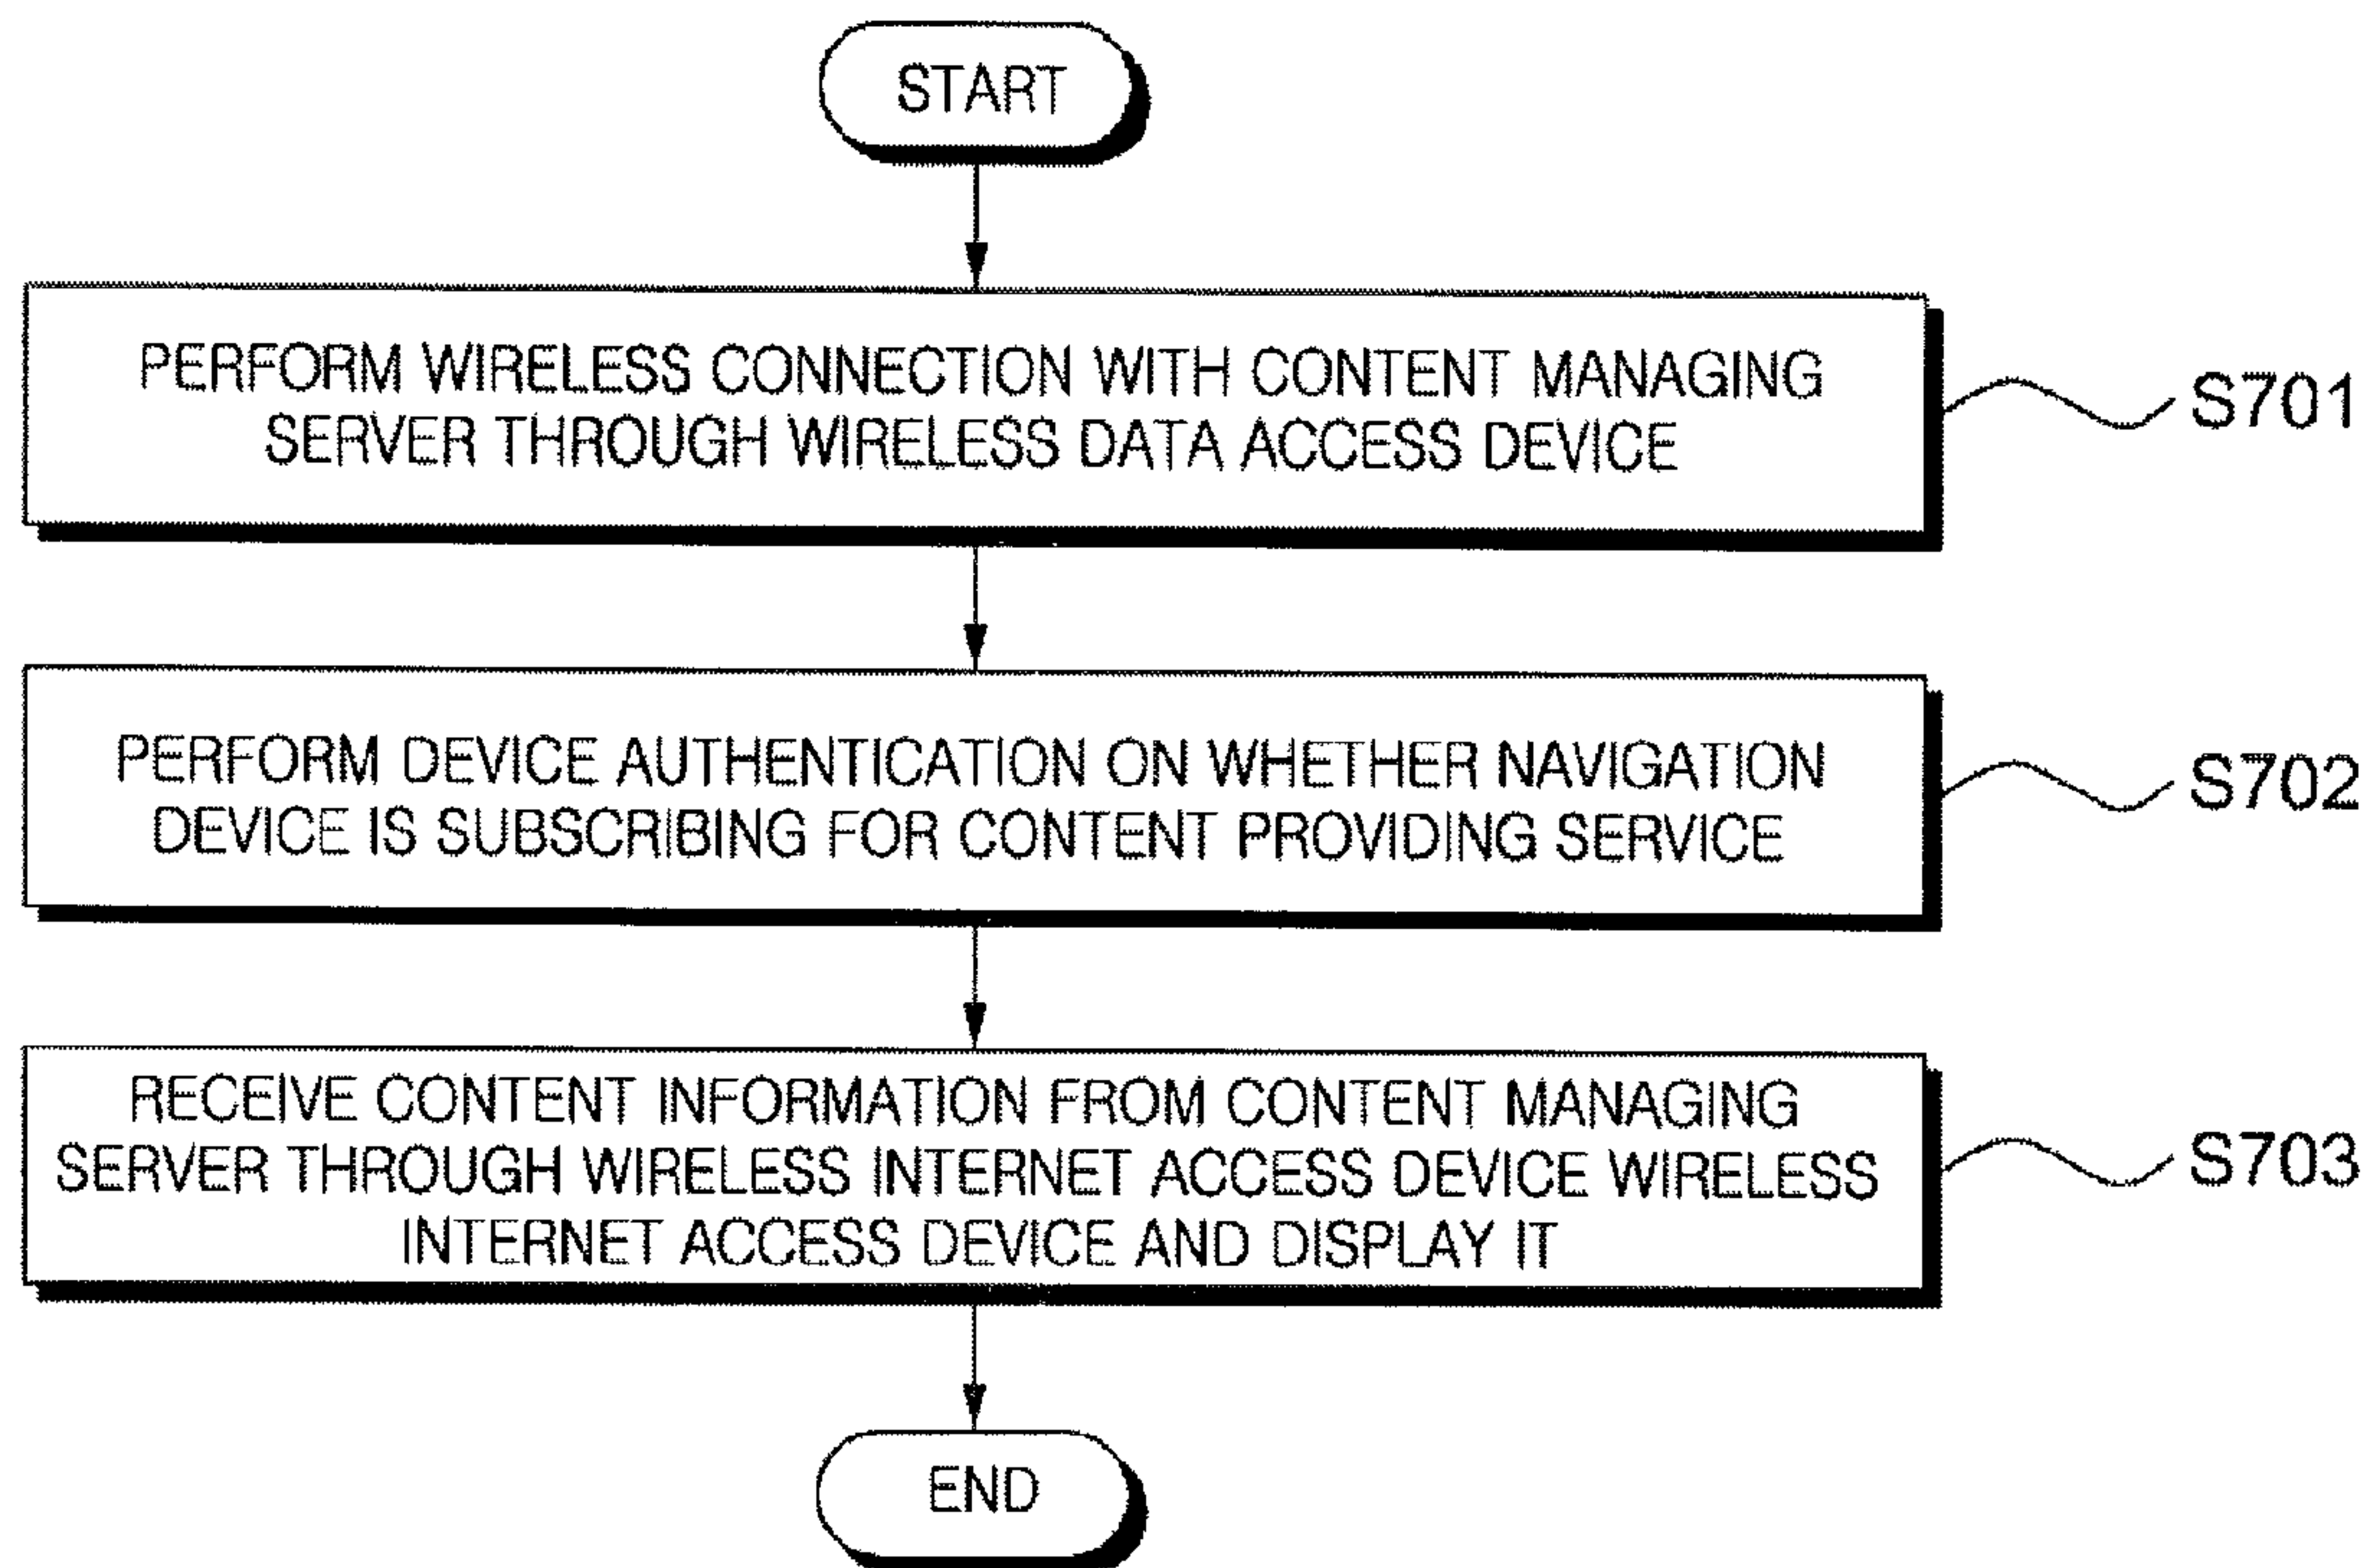 START
PERFORM WIRELESS CONNECTION WITH CONTENT MANAGING
SERVER THROUGH WIRELESS DATA ACCESS DEVICE
S701
PERFORM DEVICE AUTHENTICATION ON WHETHER NAVIGATION
DEVICE IS SUBSCRIBING FOR CONTENT PROVIDING SERVICE
S702
RECEIVE CONTENT INFORMATION FROM CONTENT MANAGING
SERVER THROUGH WIRELESS INTERNET ACCESS DEVICE WIRELESS
INTERNET ACCESS DEVICE AND DISPLAY IT
S703
END